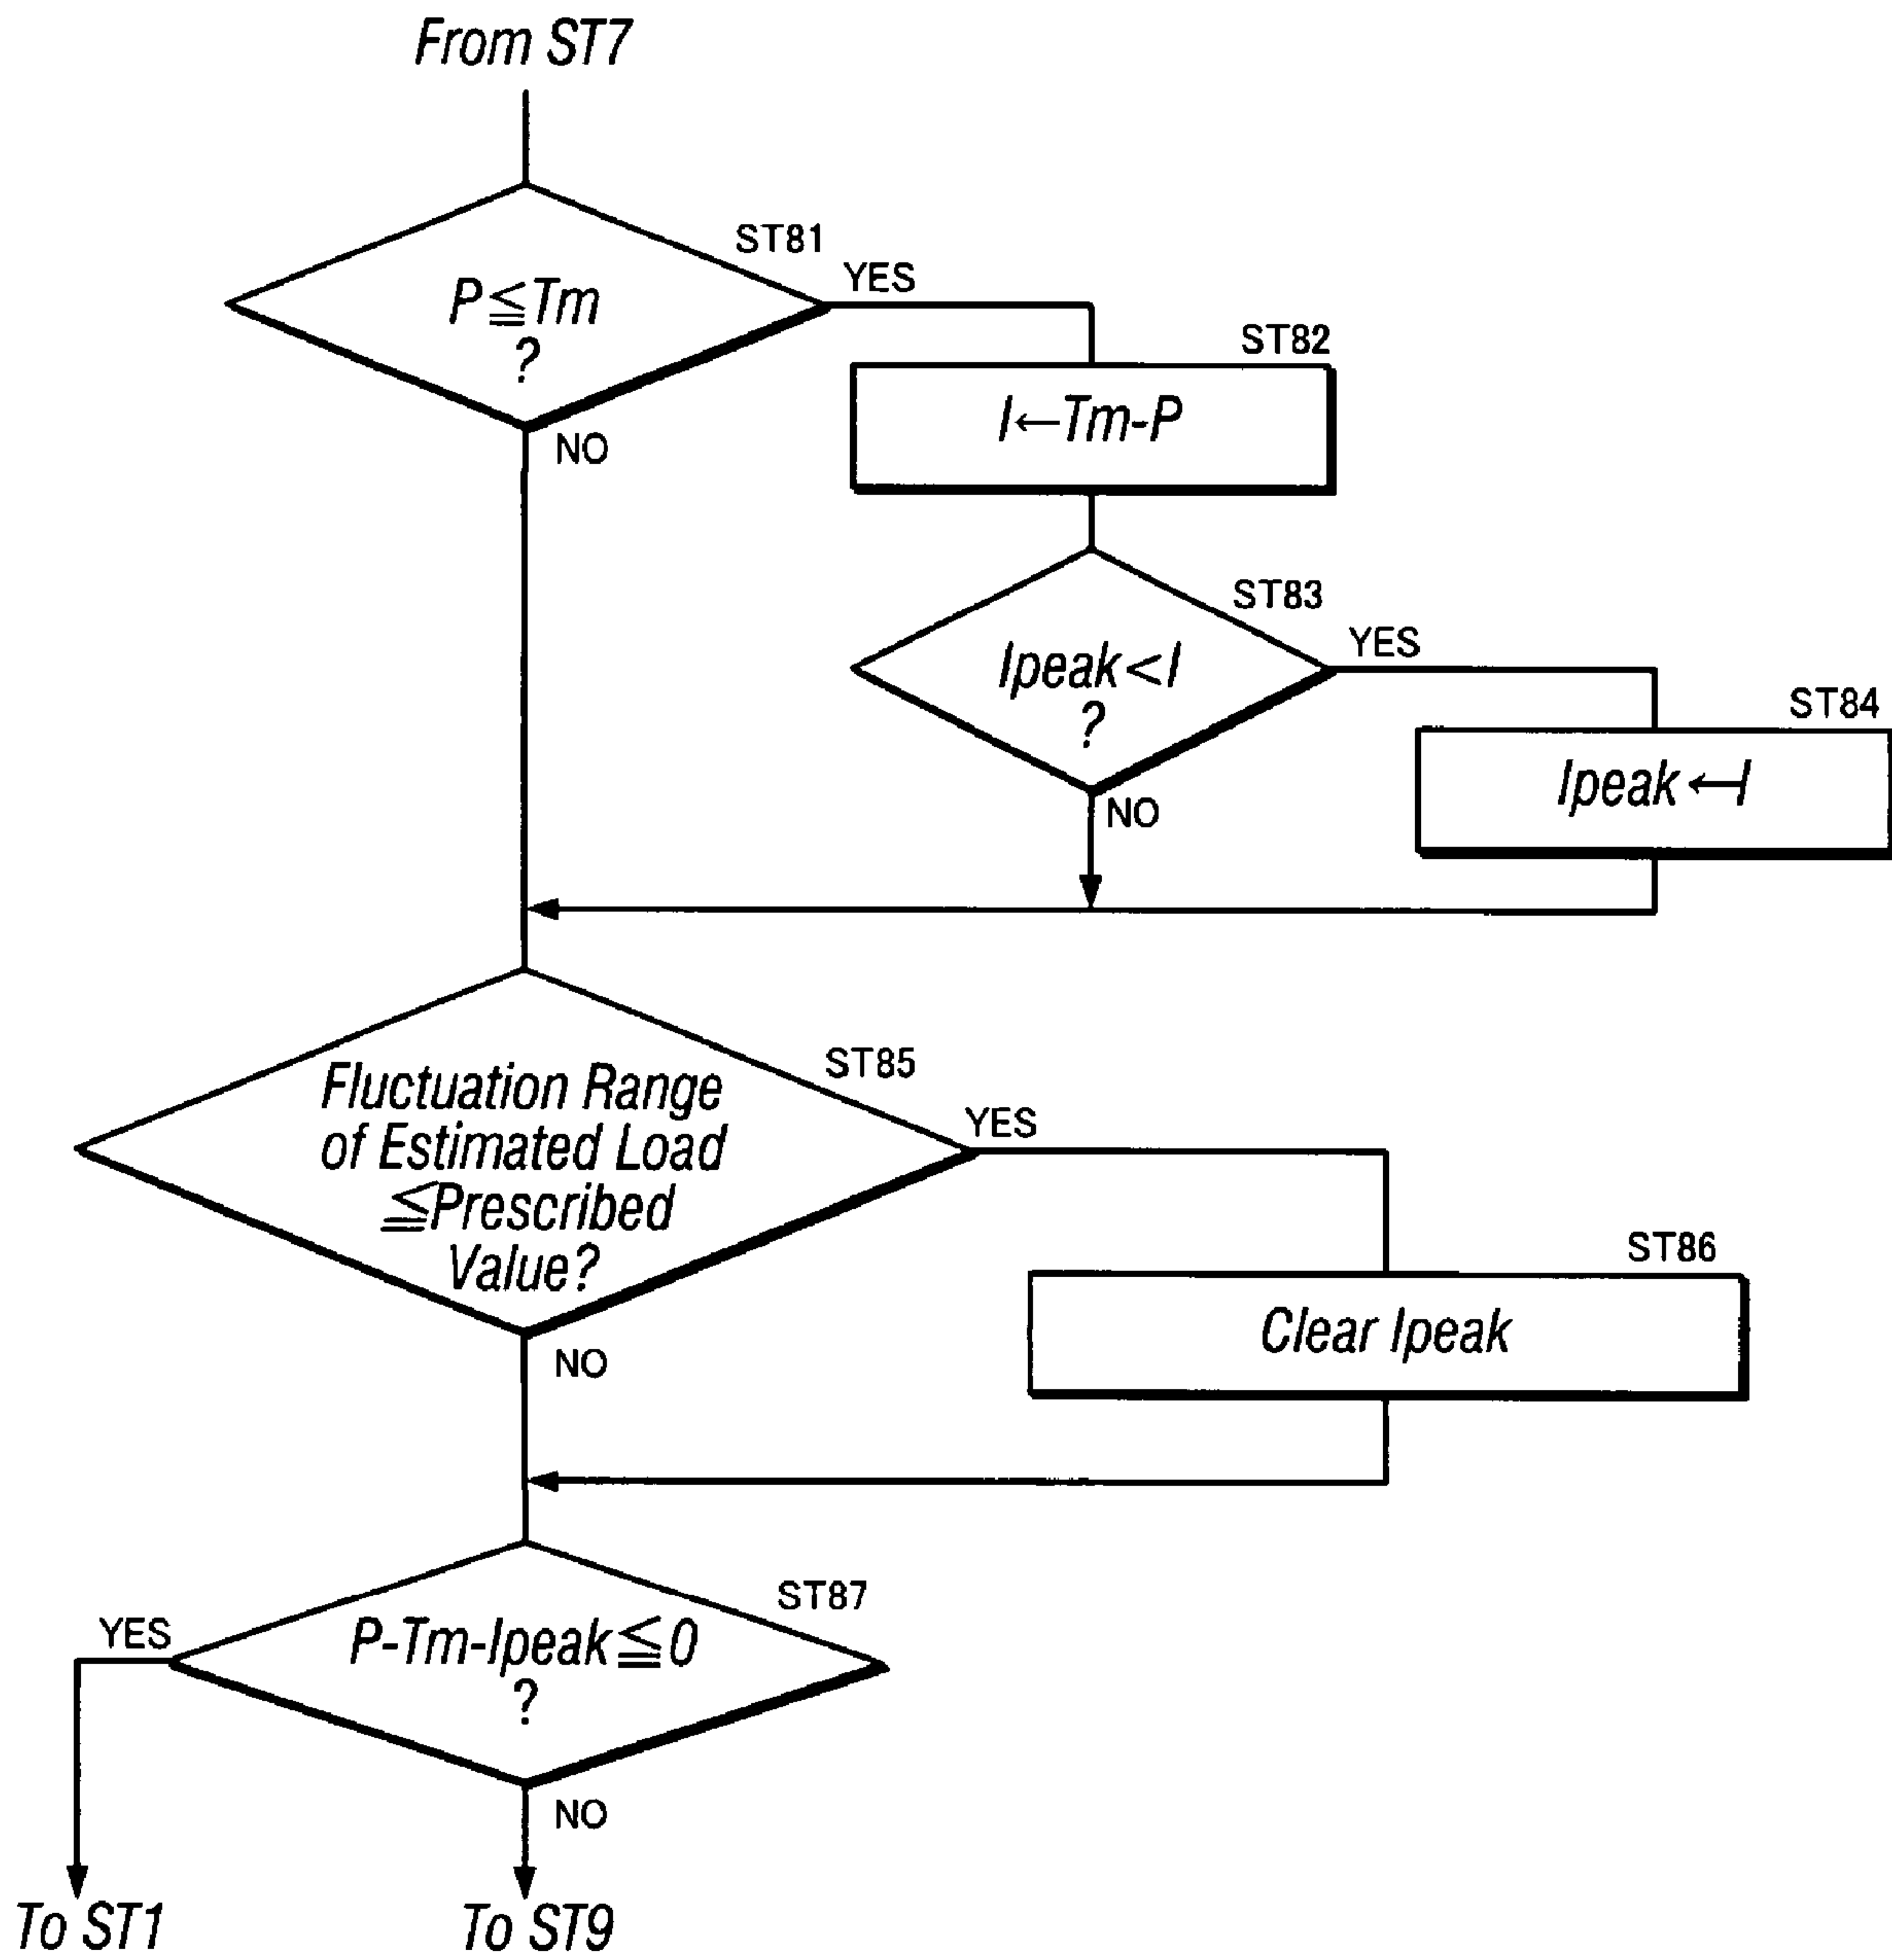 From ST7
ST81
YES
P≦Tm
?
NO
ST82
I←Tm-P
ST83
YES
Ipeak<I
?
NO
ST84
Ipeak←I
ST85
YES
Fluctuation Range
of Estimated Load
≦Prescribed
Value?
NO
ST86
Clear Ipeak
ST87
YES
P-Tm-Ipeak≦0
?
NO
To ST1
To ST9